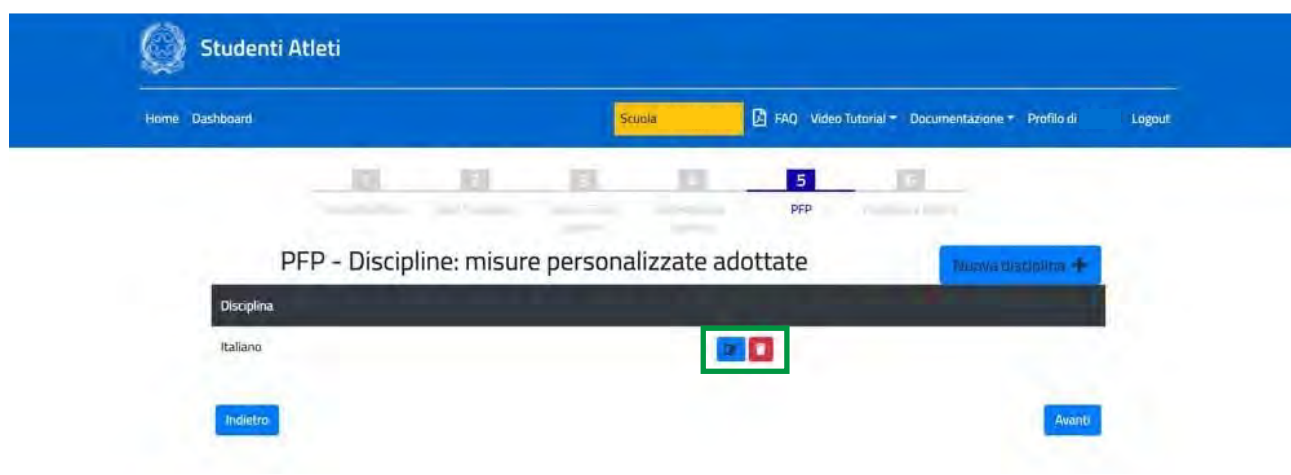 Studenti Atleti
Home Dashboard Scuola FAQ Video Tutorial Documentazione Profilo di Logout
5
PFP
PFP - Discipline: misure personalizzate adottate Nuova disciplina +
Disciplina
Italiano
Indietro Avanti